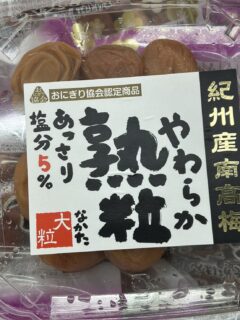 おにぎり協会認定商品
紀州産南高梅
やわらか
熟粒
あっさり
塩分5%
なかた
大粒